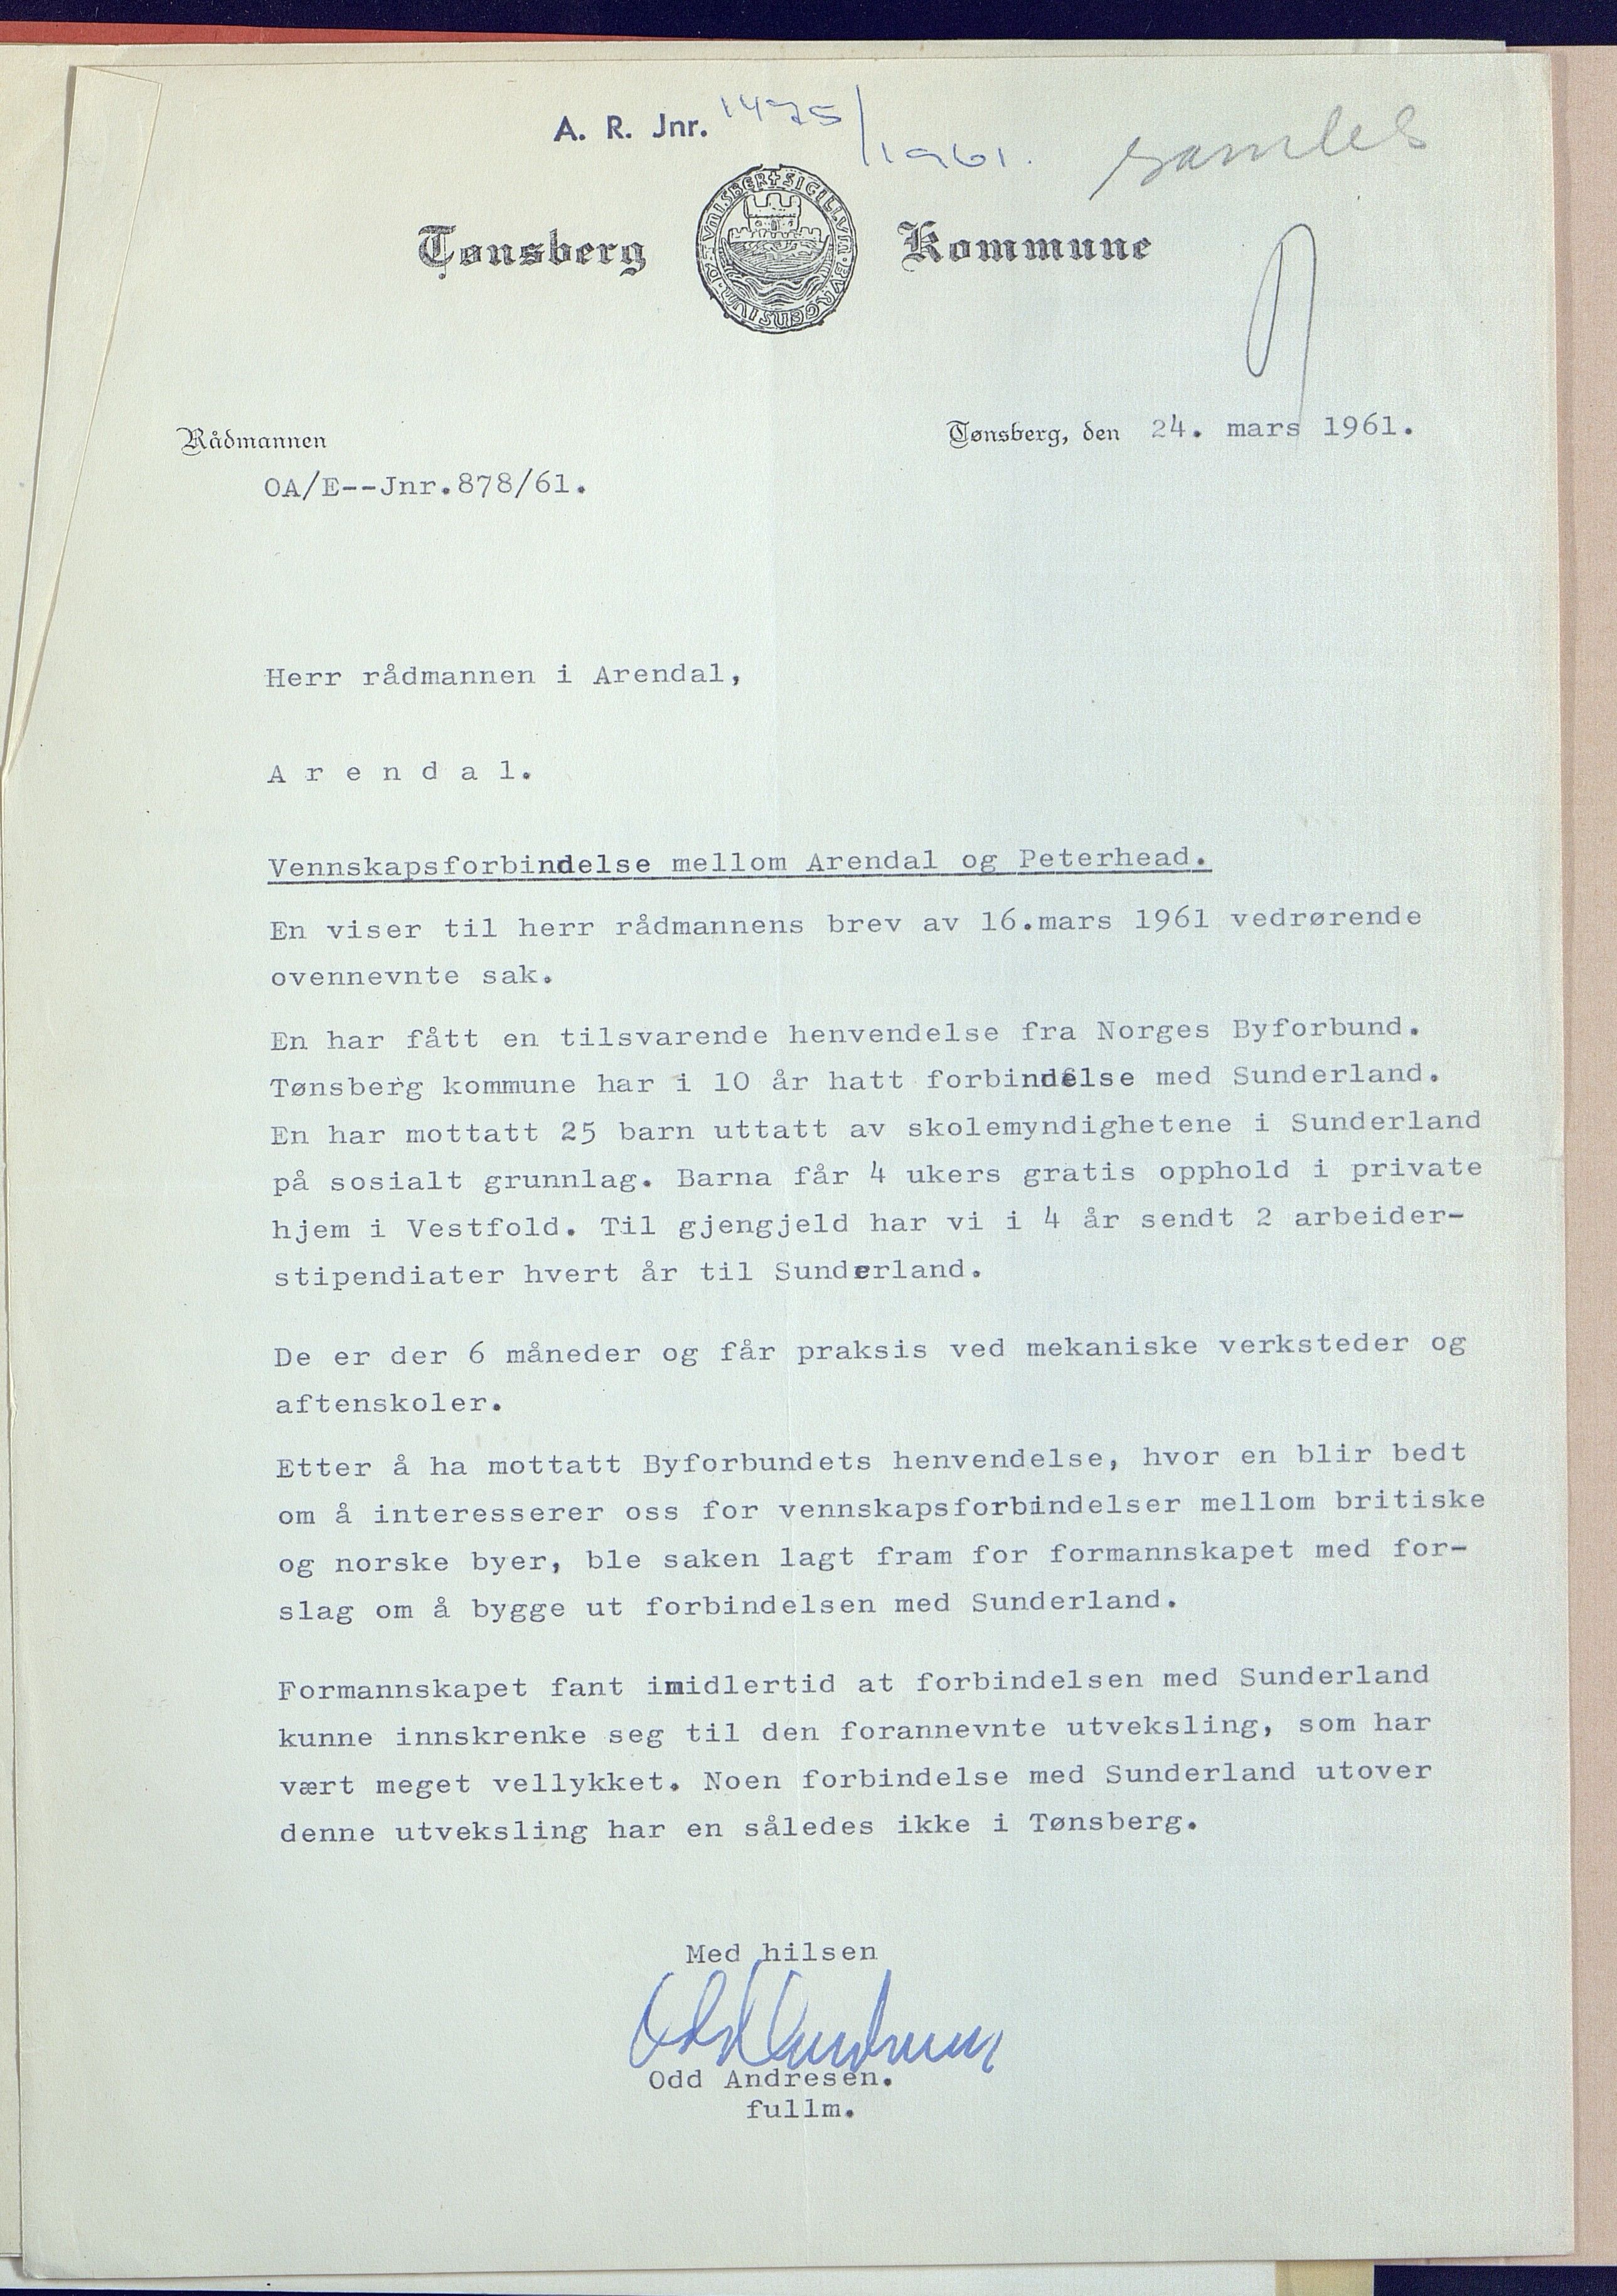 A. R. Jnr. 1475/1961.
samles
Tønsberg Kommune
Rådmannen
Tønsberg, den 24. mars 1961.
OA/E--Jnr.878/61.
Herr rådmannen i Arendal,
A r e n d a l.
Vennskapsforbindelse mellom Arendal og Peterhead.
En viser til herr rådmannens brev av 16.mars 1961 vedrørende
ovennevnte sak.
En har fått en tilsvarende henvendelse fra Norges Byforbund.
Tønsberg kommune har i 10 år hatt forbindelse med Sunderland.
En har mottatt 25 barn uttatt av skolemyndighetene i Sunderland
på sosialt grunnlag. Barna får 4 ukers gratis opphold i private
hjem i Vestfold. Til gjengjeld har vi i 4 år sendt 2 arbeider-
stipendiater hvert år til Sunderland.
De er der 6 måneder og får praksis ved mekaniske verksteder og
aftenskoler.
Etter å ha mottatt Byforbundets henvendelse, hvor en blir bedt
om å interesserer oss for vennskapsforbindelser mellom britiske
og norske byer, ble saken lagt fram for formannskapet med for-
slag om å bygge ut forbindelsen med Sunderland.
Formannskapet fant imidlertid at forbindelsen med Sunderland
kunne innskrenke seg til den forannevnte utveksling, som har
vært meget vellykket. Noen forbindelse med Sunderland utover
denne utveksling har en således ikke i Tønsberg.
Med hilsen
Odd Andresen
Odd Andresen.
fullm.